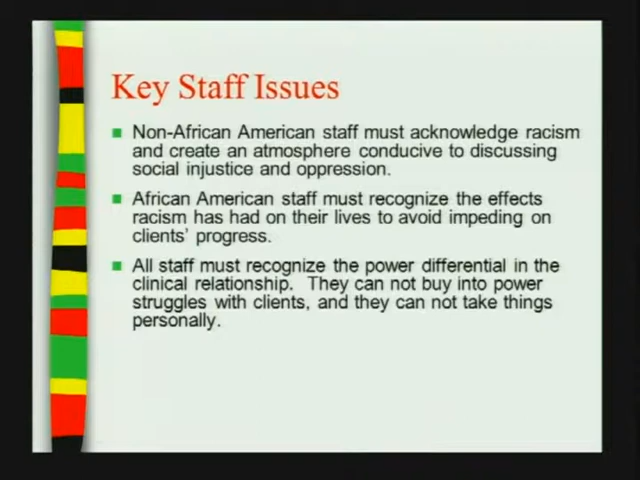 Key Staff Issues
Non-African American staff must acknowledge racism
and create an atmosphere conducive to discussing
social injustice and oppression.
African American staff must recognize the effects
racism has had on their lives to avoid impeding on
clients' progress.
All staff must recognize the power differential in the
clinical relationship.  They can not buy into power
struggles with clients, and they can not take things
personally.